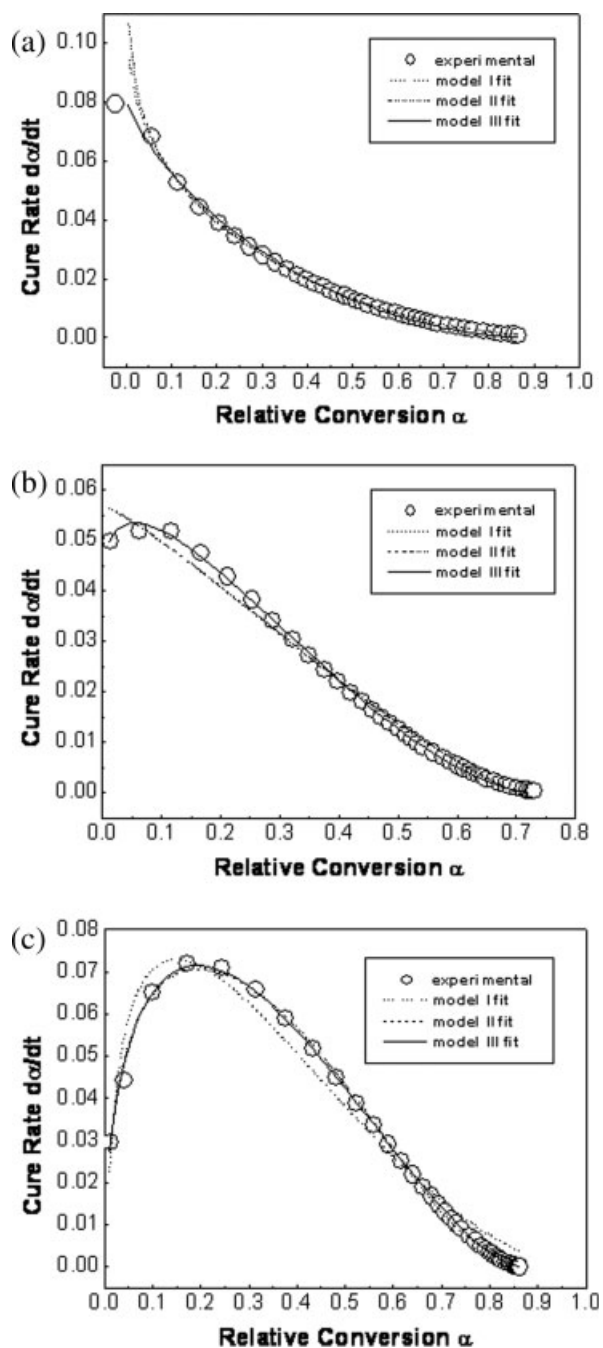 (a)
0.10
0.08
0.06
0.04
0.02
0.00
Cure Rate dα/dt
experimental
model I fit
model II fit
model III fit
0.0 0.1 0.2 0.3 0.4 0.5 0.6 0.7 0.8 0.9 1.0
Relative Conversion α
(b)
0.06
0.05
0.04
0.03
0.02
0.01
0.00
Cure Rate dα/dt
experimental
model I fit
model II fit
model III fit
0.0 0.1 0.2 0.3 0.4 0.5 0.6 0.7 0.8
Relative Conversion α
(c)
0.08
0.07
0.06
0.05
0.04
0.03
0.02
0.01
0.00
Cure Rate dα/dt
experimental
model I fit
model II fit
model III fit
0.0 0.1 0.2 0.3 0.4 0.5 0.6 0.7 0.8 0.9 1.0
Relative Conversion α